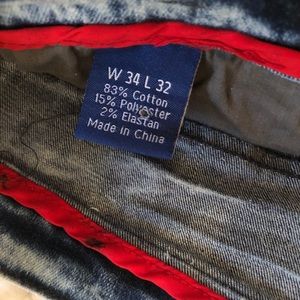 W 34 L 32
83% Cotton
15% Polyester
2% Elastan
Made in China